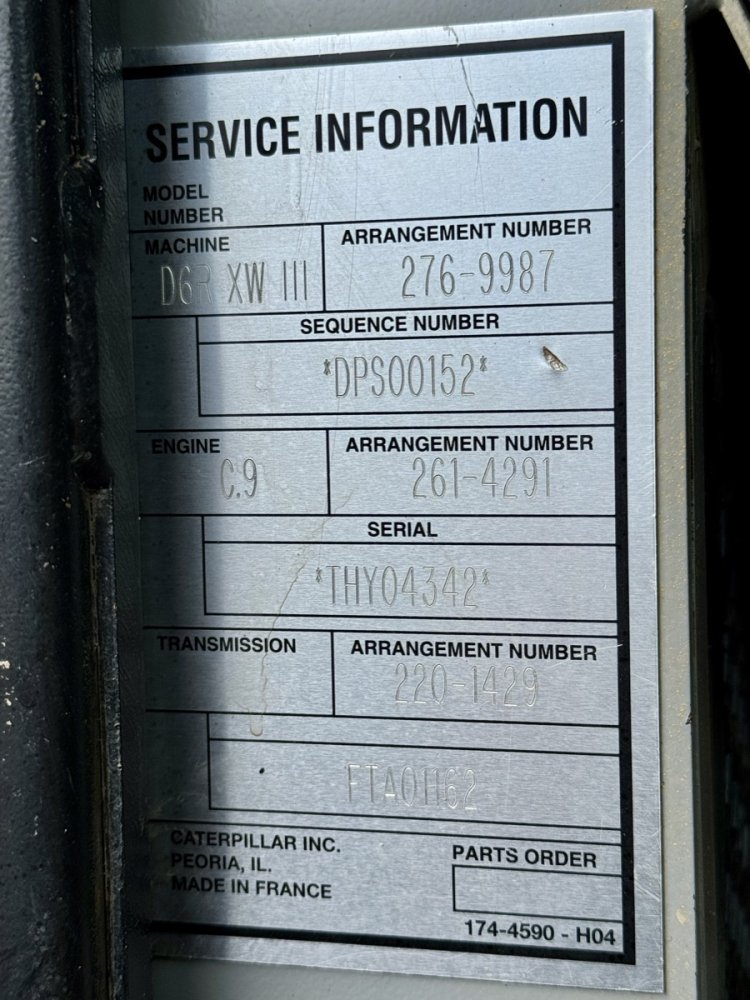 SERVICE INFORMATION
MODEL
NUMBER
MACHINE
ARRANGEMENT NUMBER
D6R XW III
276-9987
SEQUENCE NUMBER
*DPS00152*
ENGINE
ARRANGEMENT NUMBER
C.9
261-4291
SERIAL
*THY04342*
TRANSMISSION
ARRANGEMENT NUMBER
220-1429
FTA01162
CATERPILLAR INC.
PEORIA, IL.
MADE IN FRANCE
PARTS ORDER
174-4590 - H04